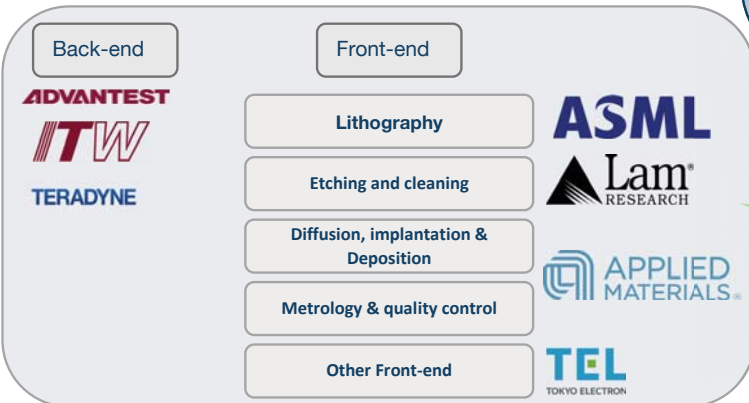 Back-end
Front-end
ADVANTEST
ITW
TERADYNE
Lithography
Etching and cleaning
Diffusion, implantation &
Deposition
Metrology & quality control
Other Front-end
ASML
Lam®
RESEARCH
APPLIED
MATERIALS®
TEL
TOKYO ELECTRON